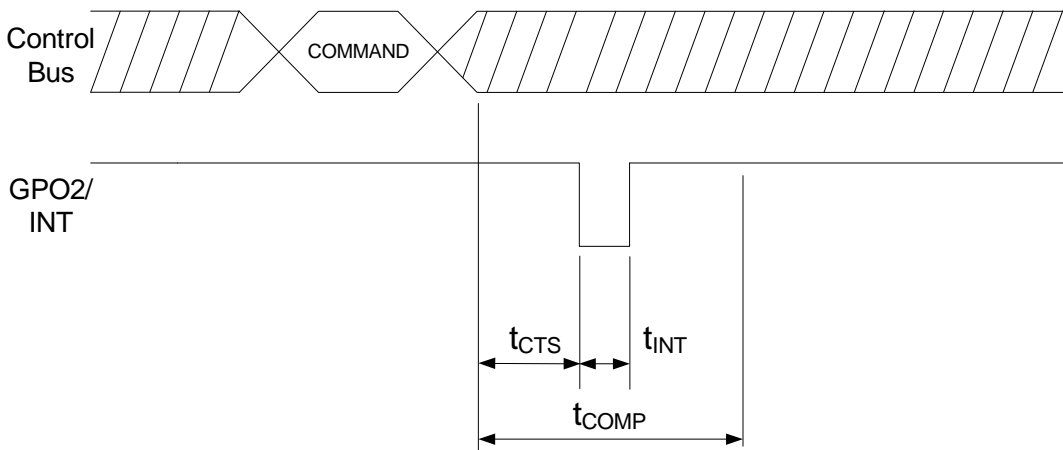 Control
Bus
COMMAND
GPO2/
INT
tCTS
tINT
tCOMP